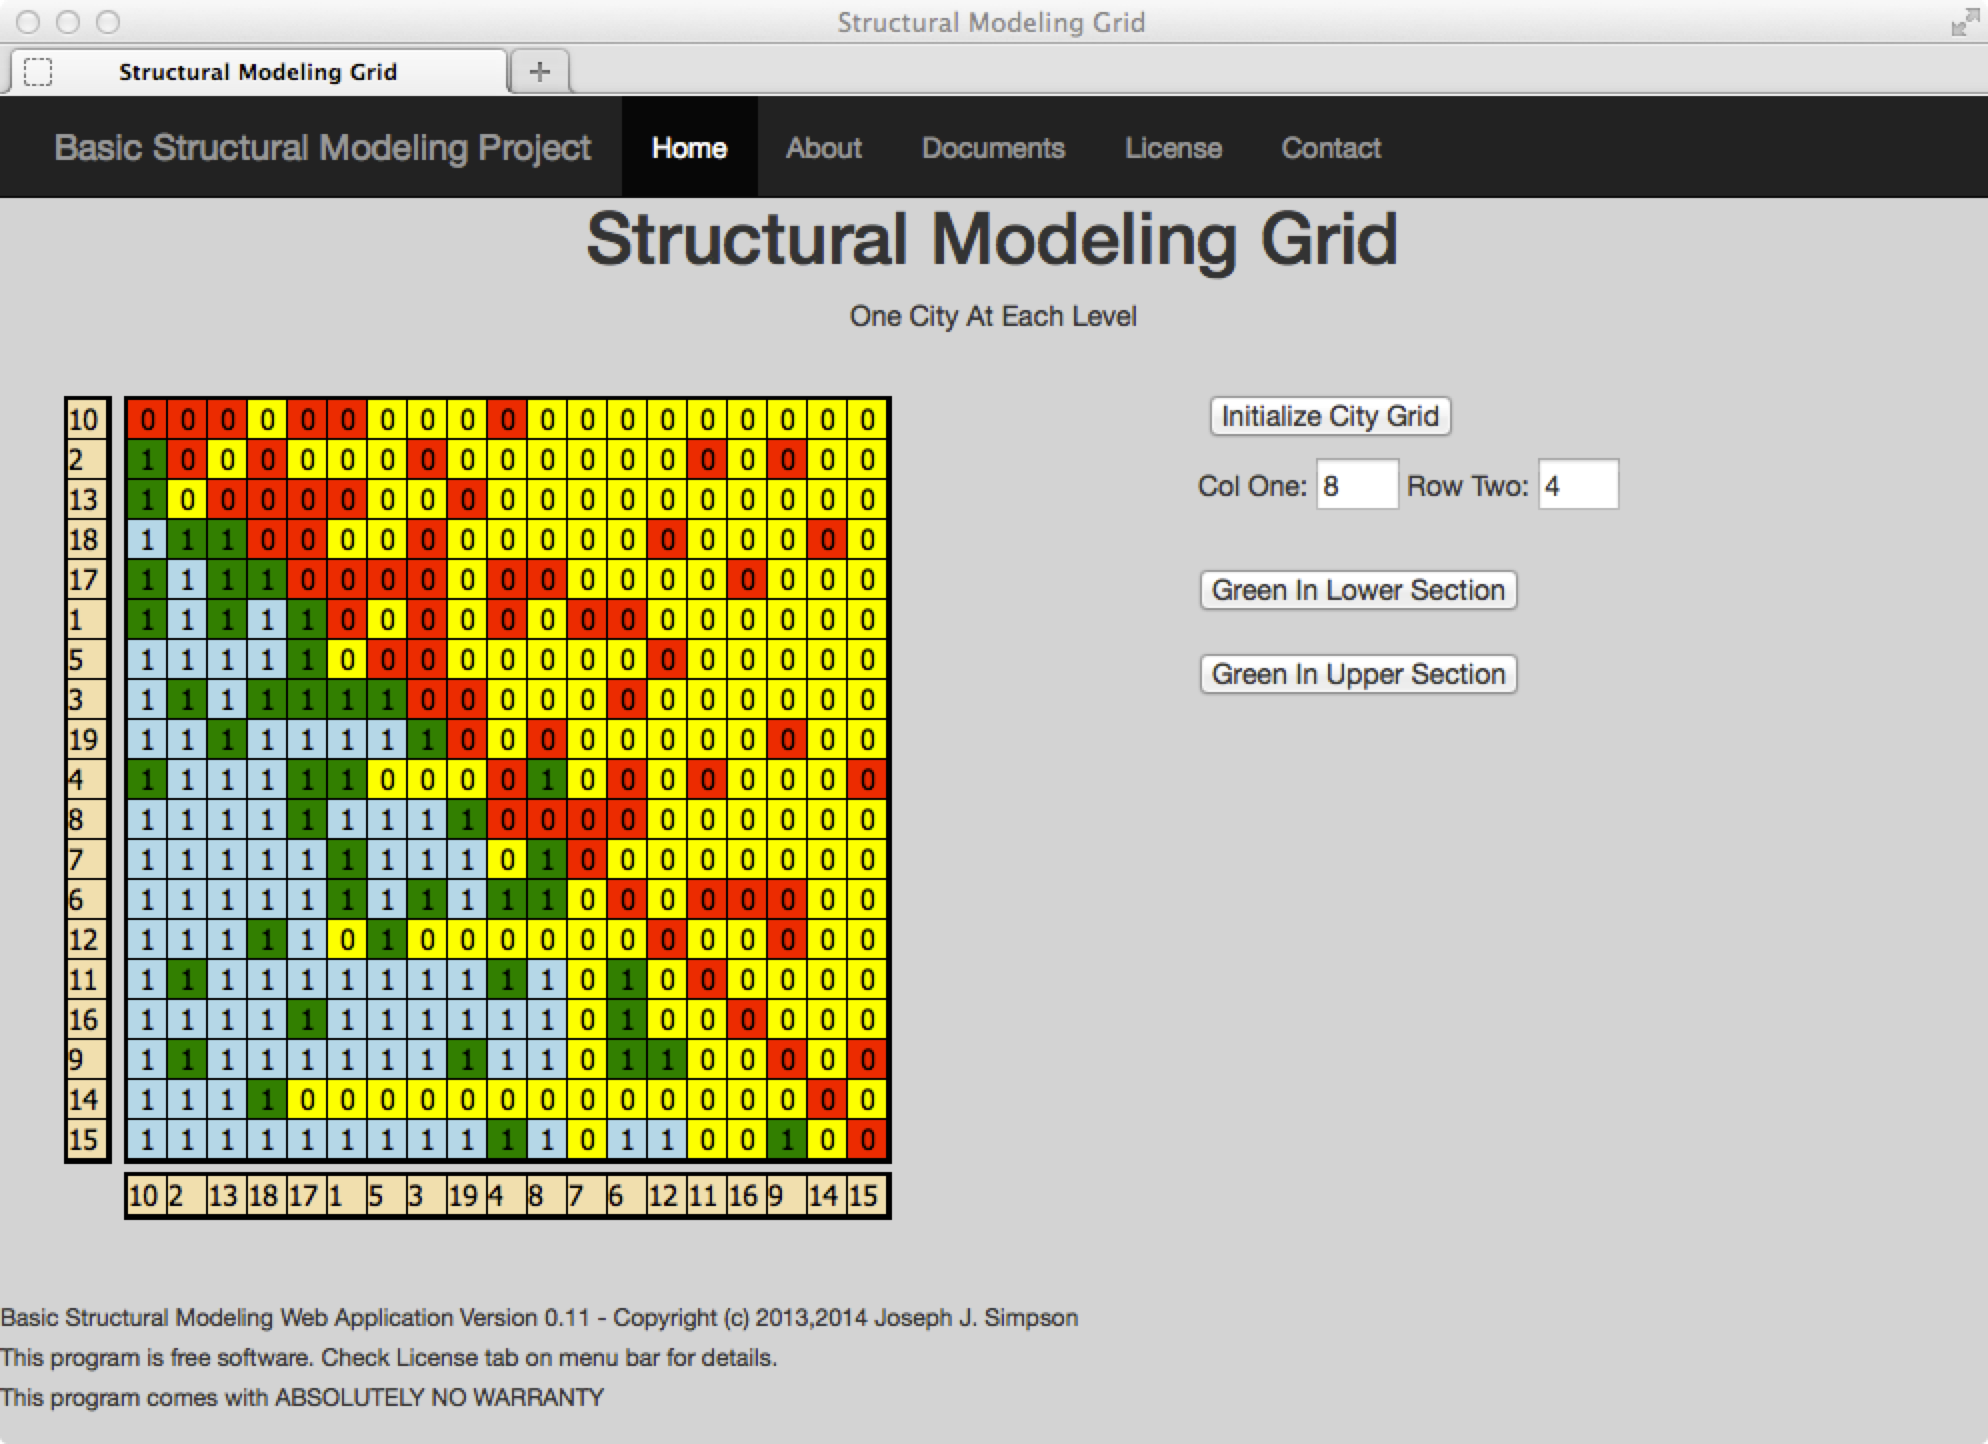 Structural Modeling Grid
Structural Modeling Grid +
Basic Structural Modeling Project Home About Documents License Contact
Structural Modeling Grid
One City At Each Level
10 0 0 0 0 0 0 0 0 0 0 0 0 0 0 0 0 0 0 0
2 1 0 0 0 0 0 0 0 0 0 0 0 0 0 0 0 0 0 0
13 1 0 0 0 0 0 0 0 0 0 0 0 0 0 0 0 0 0 0
18 1 1 1 0 0 0 0 0 0 0 0 0 0 0 0 0 0 0 0
17 1 1 1 1 0 0 0 0 0 0 0 0 0 0 0 0 0 0 0
1 1 1 1 1 1 0 0 0 0 0 0 0 0 0 0 0 0 0 0
5 1 1 1 1 1 0 0 0 0 0 0 0 0 0 0 0 0 0 0
3 1 1 1 1 1 1 1 0 0 0 0 0 0 0 0 0 0 0 0
19 1 1 1 1 1 1 1 1 0 0 0 0 0 0 0 0 0 0 0
4 1 1 1 1 1 1 0 0 0 0 1 0 0 0 0 0 0 0 0
8 1 1 1 1 1 1 1 1 1 0 0 0 0 0 0 0 0 0 0
7 1 1 1 1 1 1 1 1 1 0 1 0 0 0 0 0 0 0 0
6 1 1 1 1 1 1 1 1 1 1 1 0 0 0 0 0 0 0 0
12 1 1 1 1 1 0 1 0 0 0 0 0 0 0 0 0 0 0 0
11 1 1 1 1 1 1 1 1 1 1 1 0 1 0 0 0 0 0 0
16 1 1 1 1 1 1 1 1 1 1 1 0 1 0 0 0 0 0 0
9 1 1 1 1 1 1 1 1 1 1 1 0 1 1 0 0 0 0 0
14 1 1 1 1 0 0 0 0 0 0 0 0 0 0 0 0 0 0 0
15 1 1 1 1 1 1 1 1 1 1 1 0 1 1 0 0 1 0 0
10 2 13 18 17 1 5 3 19 4 8 7 6 12 11 16 9 14 15
Initialize City Grid
Col One: 8 Row Two: 4
Green In Lower Section
Green In Upper Section
Basic Structural Modeling Web Application Version 0.11 - Copyright (c) 2013,2014 Joseph J. Simpson
This program is free software. Check License tab on menu bar for details.
This program comes with ABSOLUTELY NO WARRANTY